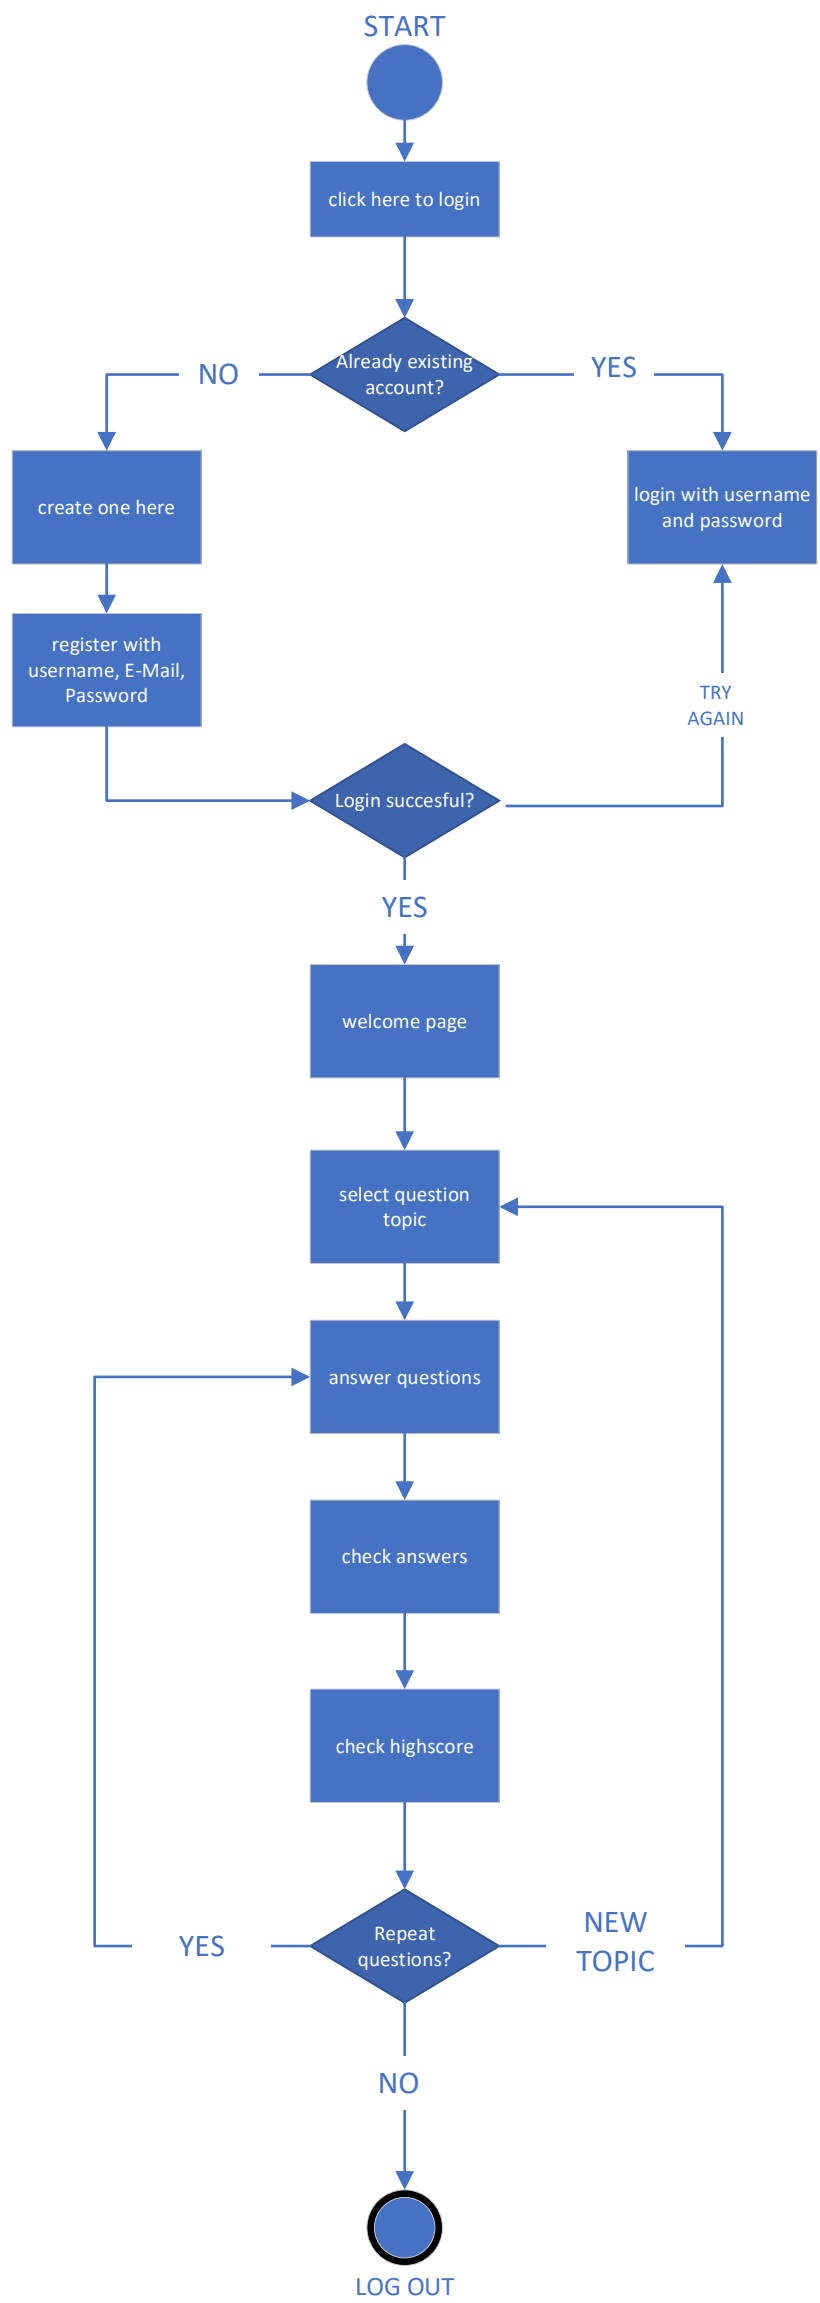 START
click here to login
Already existing
account?
NO
YES
create one here
login with username
and password
register with
username, E-Mail,
Password
TRY
AGAIN
Login succesful?
YES
welcome page
select question
topic
answer questions
check answers
check highscore
Repeat
questions?
YES
NEW
TOPIC
NO
LOG OUT